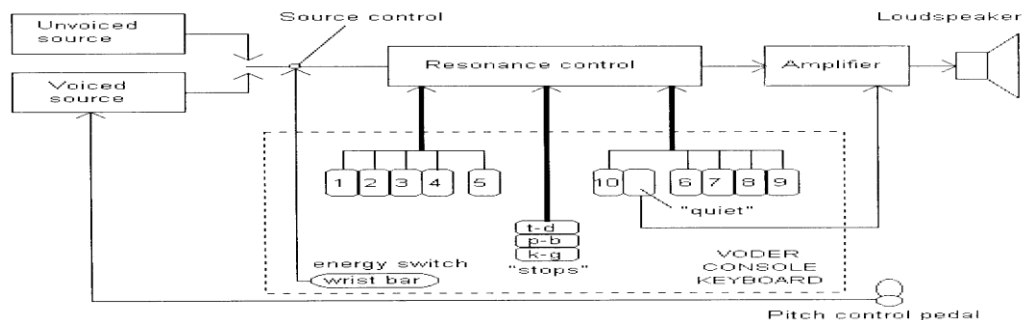 Unvoiced
source
Source control
Loudspeaker
Voiced
source
Resonance control
Amplifier
1 2 3 4 5
10 6 7 8 9
"quiet"
t-d
p-b
k-g
"stops"
energy switch
wrist bar
VODER
CONSOLE
KEYBOARD
Pitch control pedal